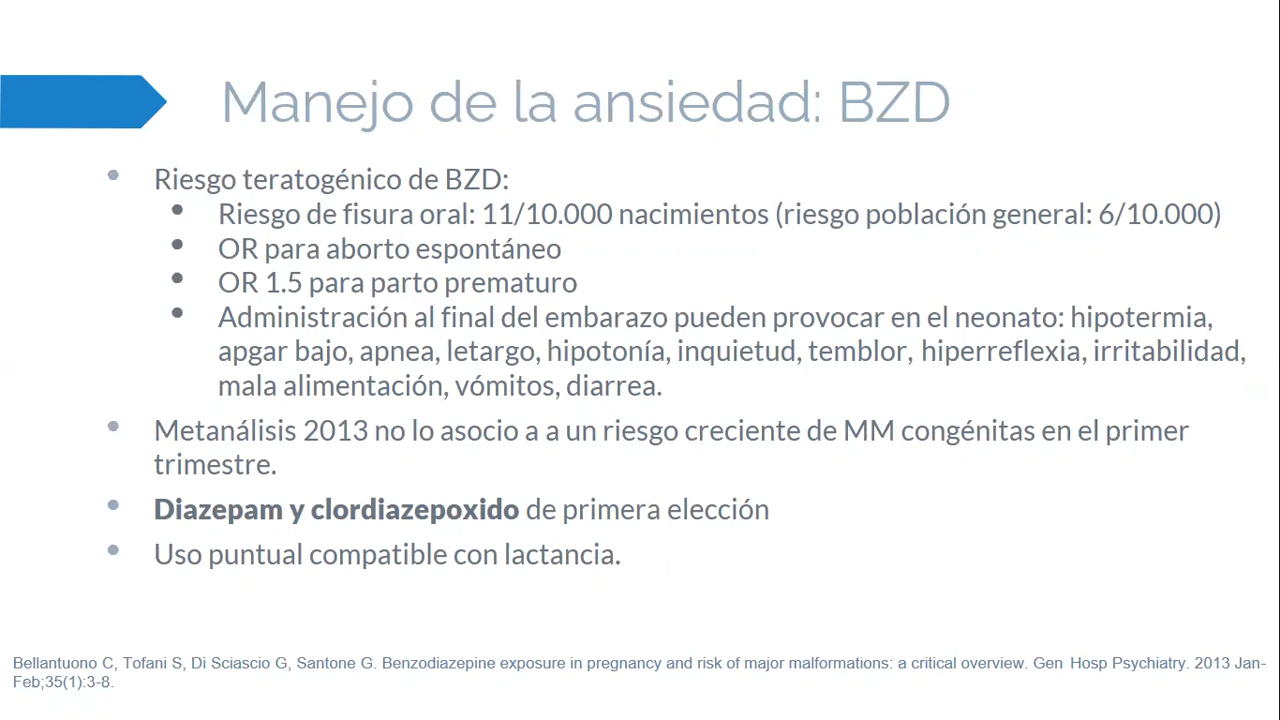 Manejo de la ansiedad: BZD
Riesgo teratogénico de BZD:
Riesgo de fisura oral: 11/10.000 nacimientos (riesgo población general: 6/10.000)
OR para aborto espontáneo
OR 1.5 para parto prematuro
Administración al final del embarazo pueden provocar en el neonato: hipotermia,
apgar bajo, apnea, letargo, hipotonía, inquietud, temblor, hiperreflexia, irritabilidad,
mala alimentación, vómitos, diarrea.
Metanálisis 2013 no lo asocio a a un riesgo creciente de MM congénitas en el primer
trimestre.
Diazepam y clordiazepoxido de primera elección
Uso puntual compatible con lactancia.
Bellantuono C, Tofani S, Di Sciascio G, Santone G. Benzodiazepine exposure in pregnancy and risk of major malformations: a critical overview. Gen Hosp Psychiatry. 2013 Jan-
Feb;35(1):3-8.